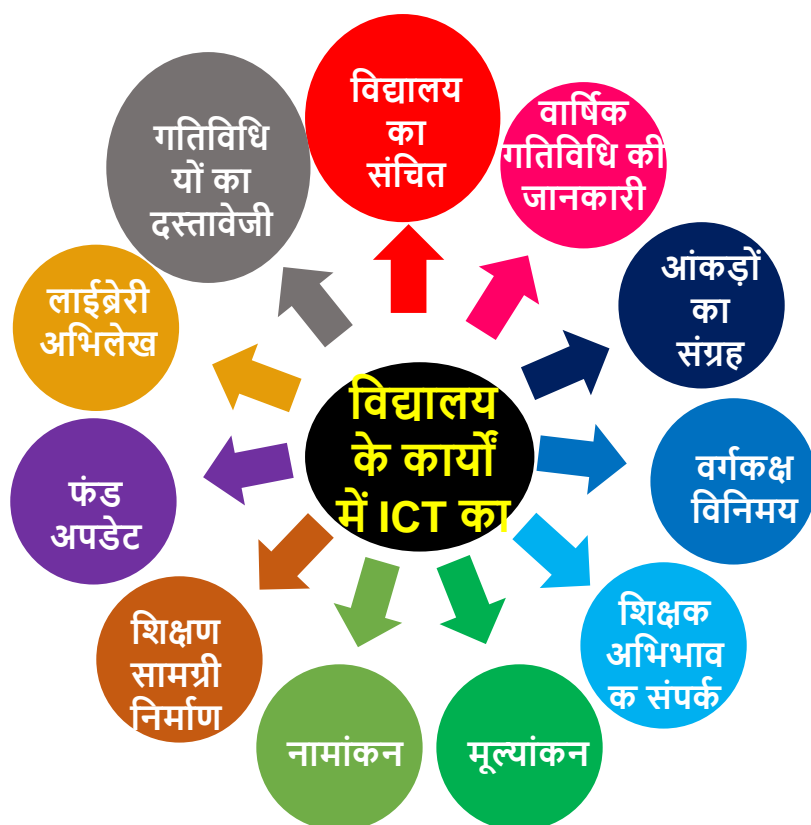 विद्यालय
का
संचित
वार्षिक
गतिविधि की
जानकारी
आंकड़ों
का
संग्रह
वर्गकक्ष
विनिमय
शिक्षक
अभिभाव
क संपर्क
मूल्यांकन
नामांकन
शिक्षण
सामग्री
निर्माण
फंड
अपडेट
लाईब्रेरी
अभिलेख
गतिविधि
यों का
दस्तावेजी
विद्यालय
के कार्यों
में ICT का